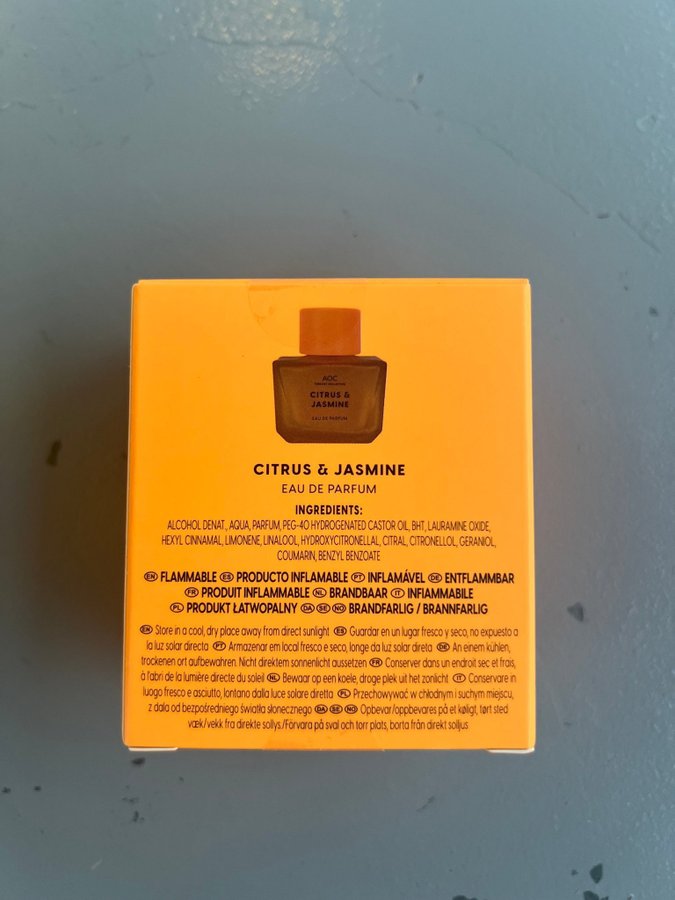 AOC
CITRUS &
JASMINE
EAU DE PARFUM
CITRUS & JASMINE
EAU DE PARFUM
INGREDIENTS:
ALCOHOL DENAT., AQUA, PARFUM, PEG-40 HYDROGENATED CASTOR OIL, BHT, LAURAMINE OXIDE,
HEXYL CINNAMAL, LIMONENE, LINALOOL, HYDROXYCITRONELLAL, CITRAL, CITRONELLOL, GERANIOL,
COUMARIN, BENZYL BENZOATE
EN FLAMMABLE ES PRODUCTO INFLAMABLE PT INFLAMÁVEL DE ENTFLAMMBAR
FR PRODUIT INFLAMMABLE NL BRANDBAAR IT INFIAMMABILE
PL PRODUKT ŁATWOPALNY DA SE NO BRANDFARLIG / BRANNFARLIG
EN Store in a cool, dry place away from direct sunlight ES Guardar en un lugar fresco y seco, no expuesto a
la luz solar directa PT Armazenar em local fresco e seco, longe da luz solar direta DE An einem kühlen,
trockenen ort aufbewahren. Nicht direktem sonnenlicht aussetzen FR Conserver dans un endroit sec et frais,
à l'abri de la lumière directe du soleil NL Bewaar op een koele, droge plek uit het zonlicht IT Conservare in
luogo fresco e asciutto, lontano dalla luce solare diretta PL Przechowywać w chłodnym i suchym miejscu,
z dala od bezpośredniego światła słonecznego DA SE NO Opbevar/oppbevares på et køligt, tørt sted
væk/vekk fra direkte sollys/Förvara på sval och torr plats, borta från direkt solljus